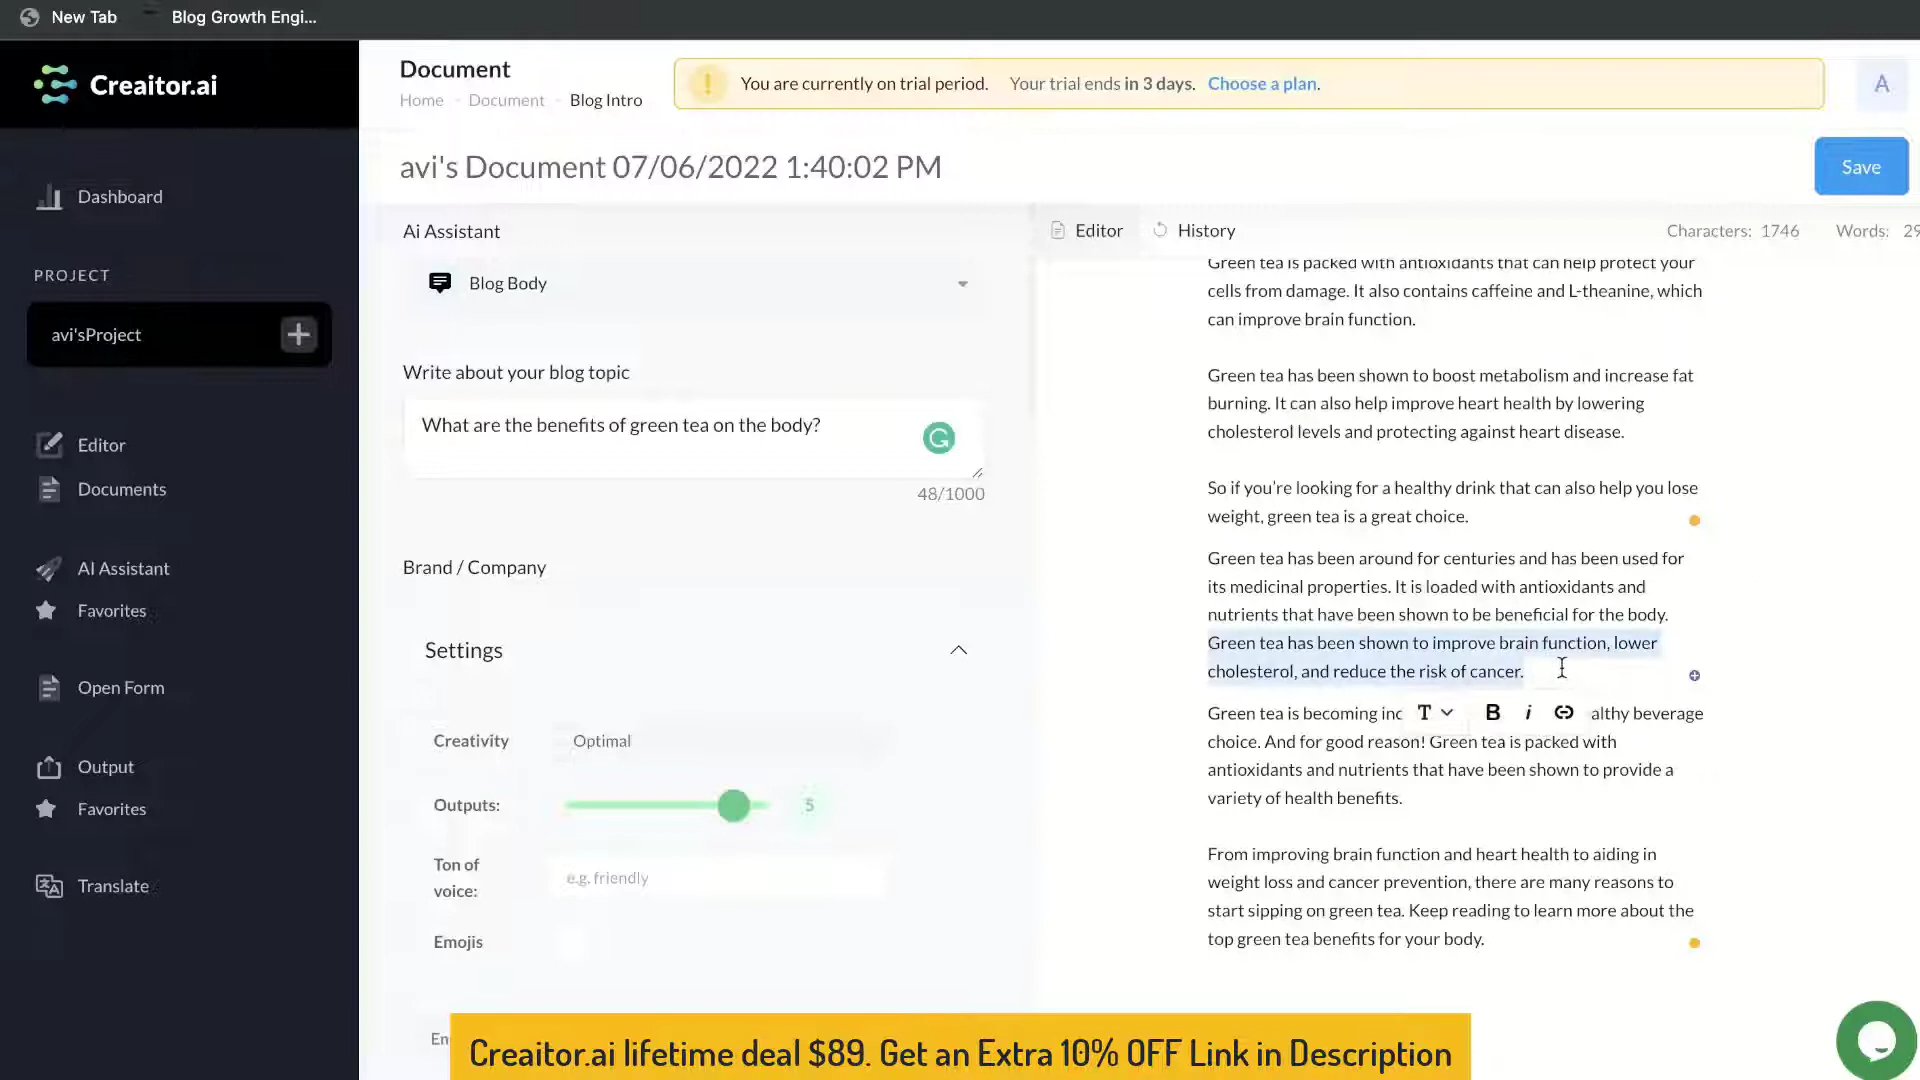 New Tab
Blog Growth Engi...
Creaitor.ai
Document
Home - Document - Blog Intro
You are currently on trial period. Your trial ends in 3 days. Choose a plan.
A
avi's Document 07/06/2022 1:40:02 PM
Save
Dashboard
PROJECT
avi'sProject
Editor
Documents
AI Assistant
Favorites
Open Form
Output
Favorites
Translate
Ai Assistant
Blog Body
Write about your blog topic
What are the benefits of green tea on the body?
48/1000
Brand / Company
Settings
Creativity Optimal
Outputs: 5
Ton of
voice:
e.g. friendly
Emojis
Editor History
Characters: 1746 Words: 29
Green tea is packed with antioxidants that can help protect your
cells from damage. It also contains caffeine and L-theanine, which
can improve brain function.
Green tea has been shown to boost metabolism and increase fat
burning. It can also help improve heart health by lowering
cholesterol levels and protecting against heart disease.
So if you're looking for a healthy drink that can also help you lose
weight, green tea is a great choice.
Green tea has been around for centuries and has been used for
its medicinal properties. It is loaded with antioxidants and
nutrients that have been shown to be beneficial for the body.
Green tea has been shown to improve brain function, lower
cholesterol, and reduce the risk of cancer.
Green tea is becoming inc T B i althy beverage
choice. And for good reason! Green tea is packed with
antioxidants and nutrients that have been shown to provide a
variety of health benefits.
From improving brain function and heart health to aiding in
weight loss and cancer prevention, there are many reasons to
start sipping on green tea. Keep reading to learn more about the
top green tea benefits for your body.
En
Creaitor.ai lifetime deal $89. Get an Extra 10% OFF Link in Description